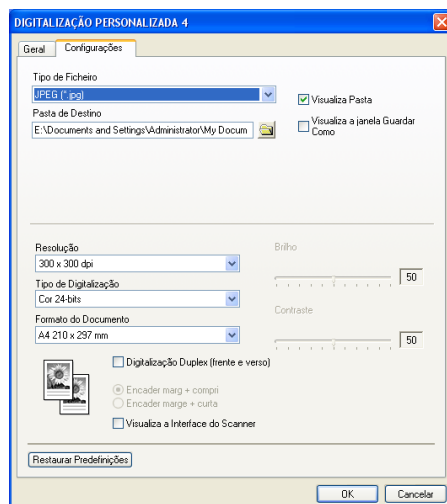 DIGITALIZAÇÃO PERSONALIZADA 4
Geral
Configurações
Tipo de Ficheiro
JPEG (*.jpg)
Visualiza Pasta
Pasta de Destino
E:\Documents and Settings\Administrator\My Docum
Visualiza a janela Guardar
Como
Resolução
300 x 300 dpi
Brilho
50
Tipo de Digitalização
Cor 24-bits
Contraste
50
Formato do Documento
A4 210 x 297 mm
Digitalização Duplex (frente e verso)
Encader marg + compri
Encader marge + curta
Visualiza a Interface do Scanner
Restaurar Predefinições
OK
Cancelar